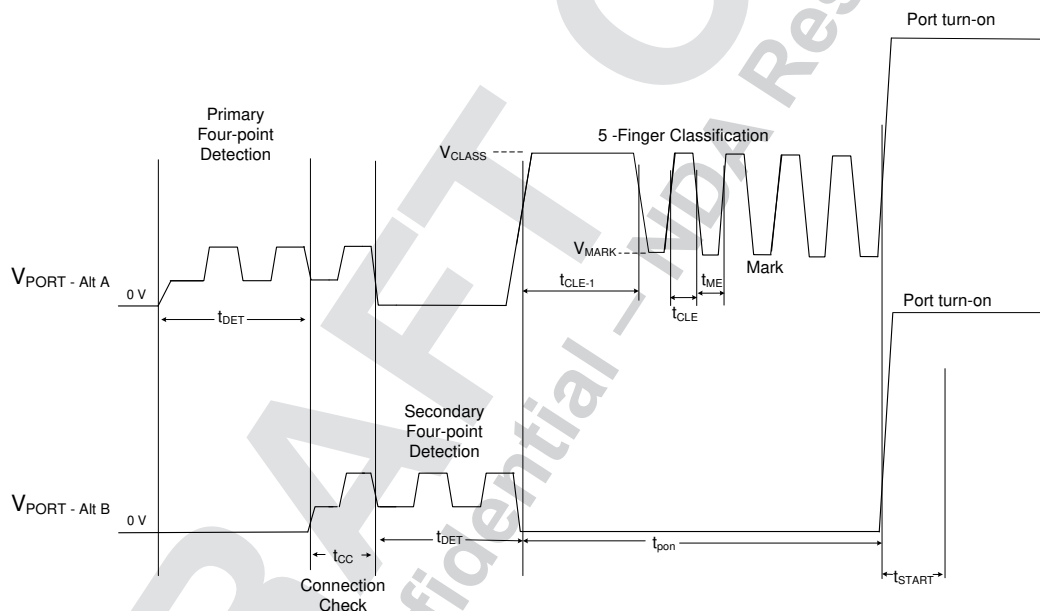 Port turn-on
Primary
Four-point
Detection
5 -Finger Classification
VCLASS
VMARK
Mark
VPORT - Alt A
0 V
tDET
tCLE-1
tCLE
tME
Port turn-on
Secondary
Four-point
Detection
VPORT - Alt B
0 V
tCC
tDET
tpon
tSTART
Connection
Check